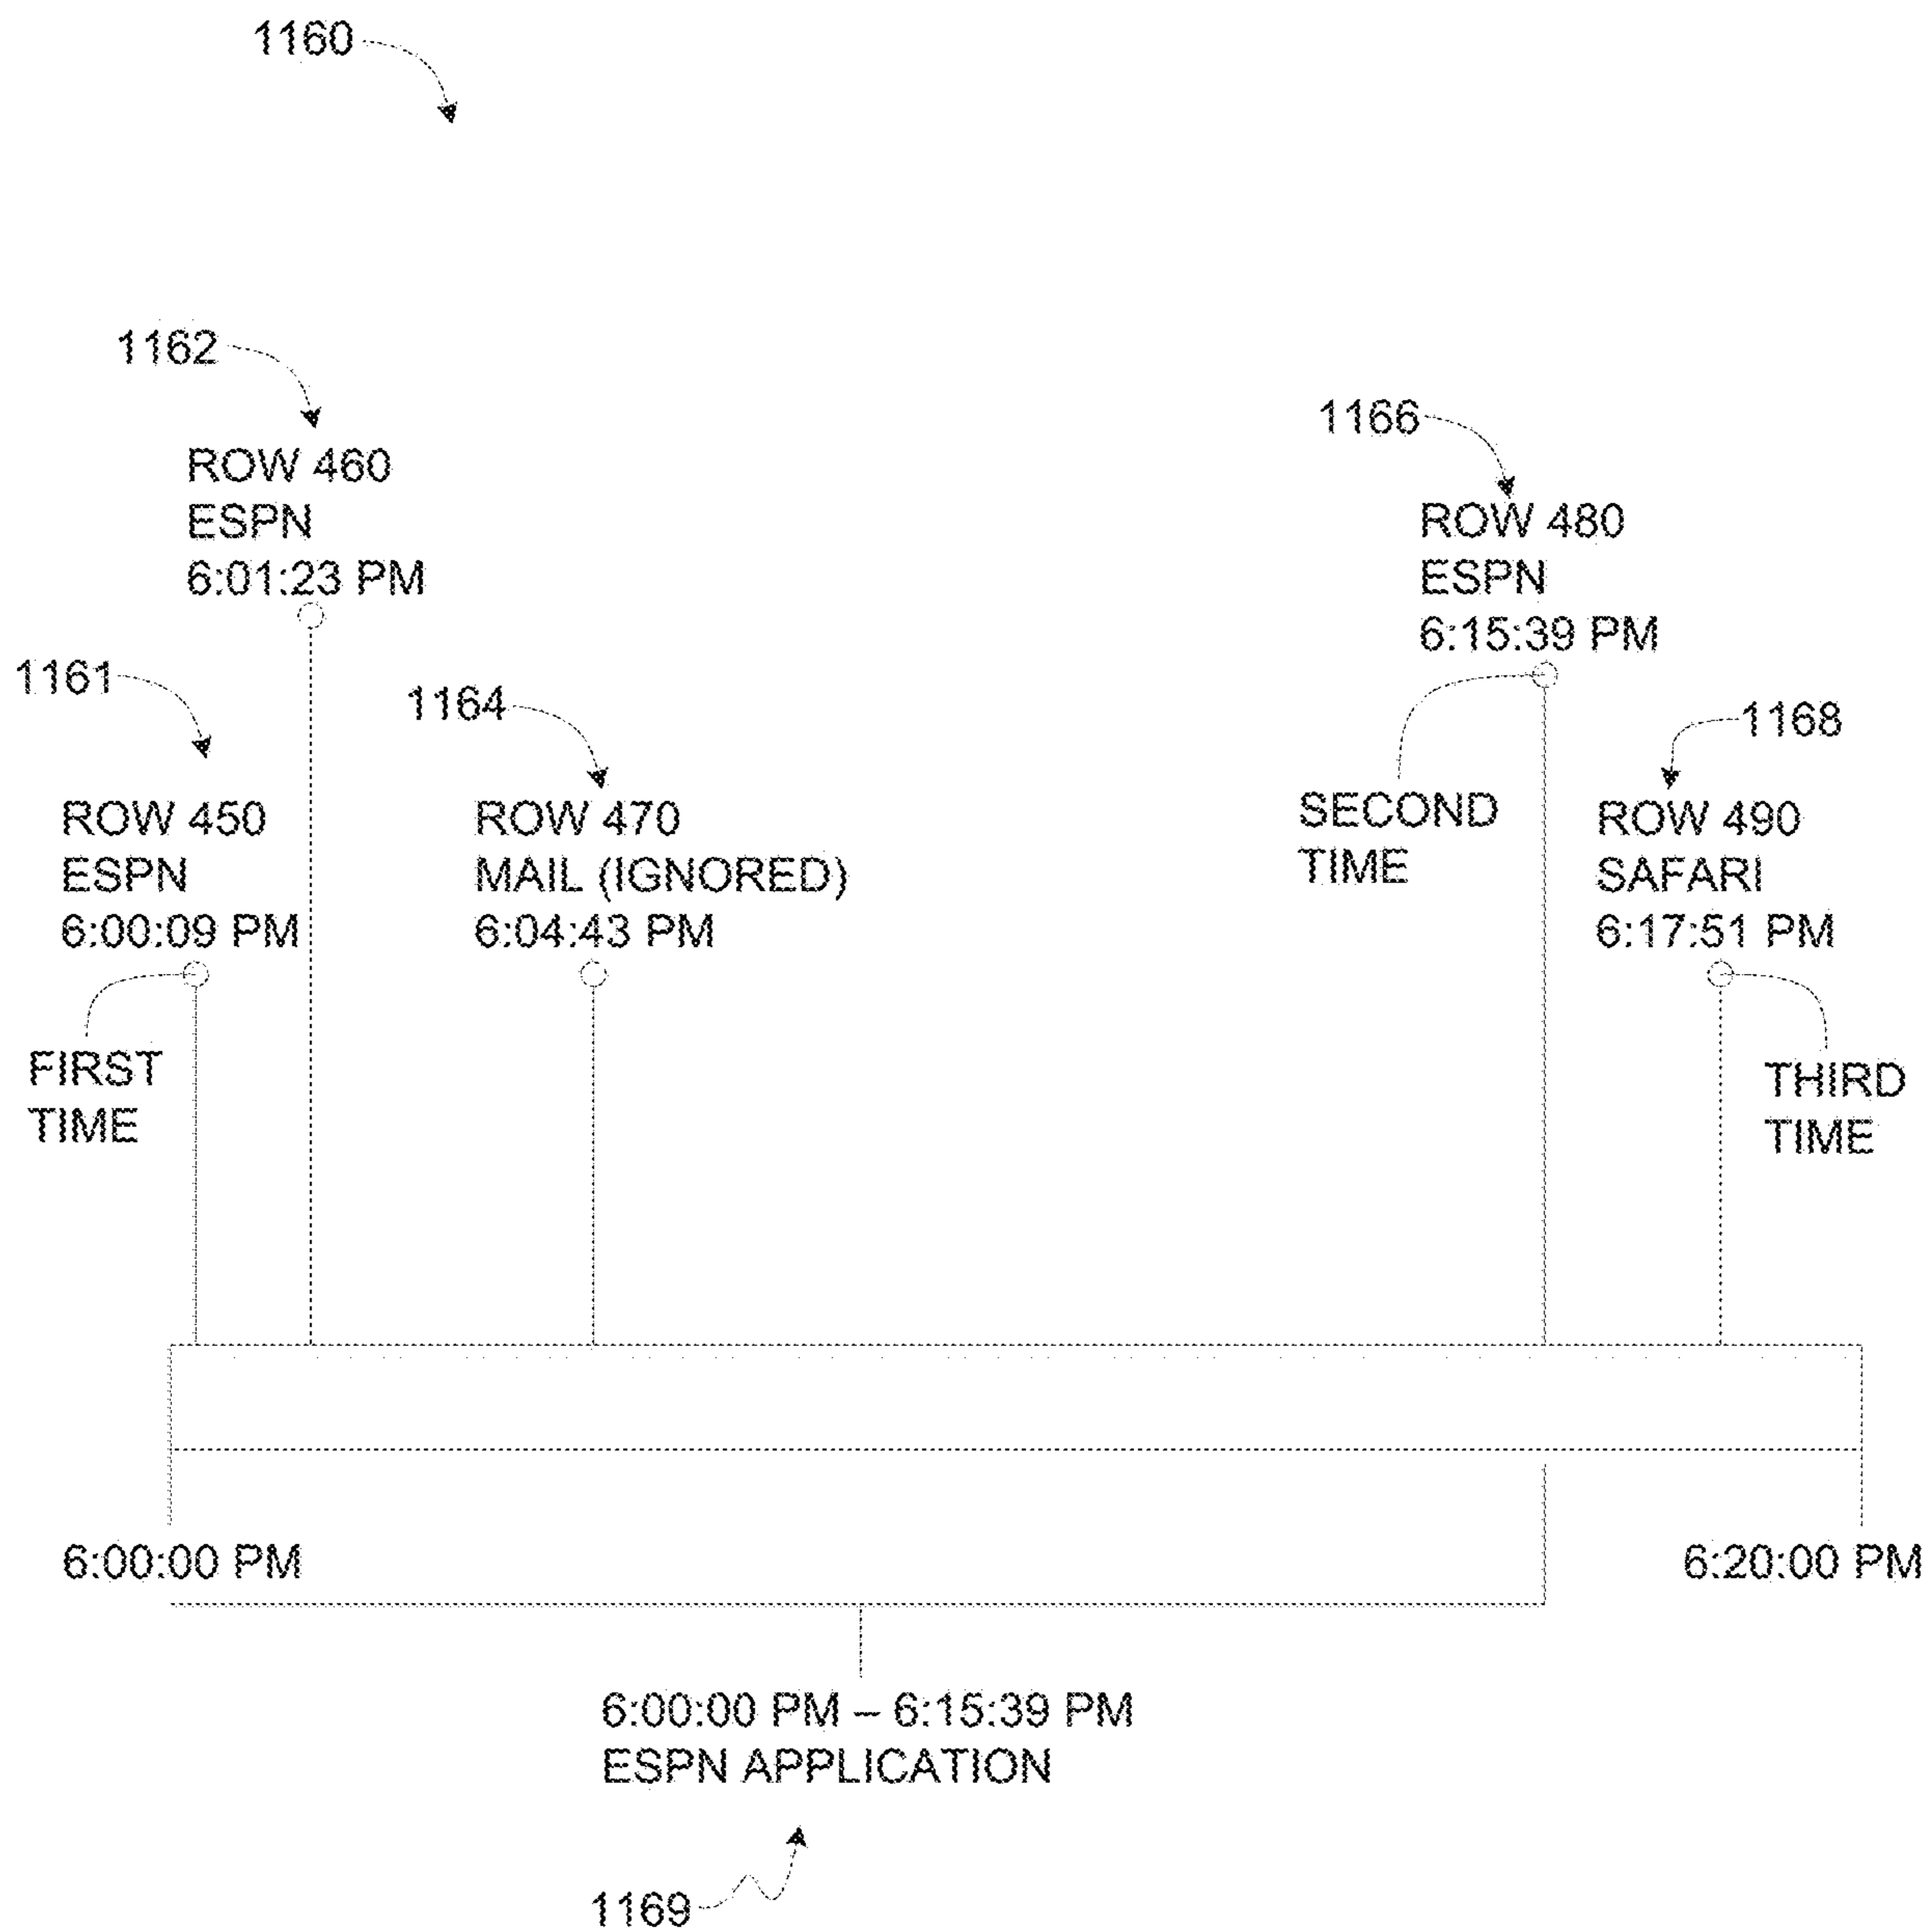 1160
1162
ROW 460
ESPN
6:01:23 PM
1166
ROW 480
ESPN
6:15:39 PM
1161
ROW 450
ESPN
6:00:09 PM
FIRST
TIME
1164
ROW 470
MAIL (IGNORED)
6:04:43 PM
SECOND
TIME
1168
ROW 490
SAFARI
6:17:51 PM
THIRD
TIME
6:00:00 PM
6:20:00 PM
6:00:00 PM – 6:15:39 PM
ESPN APPLICATION
1169